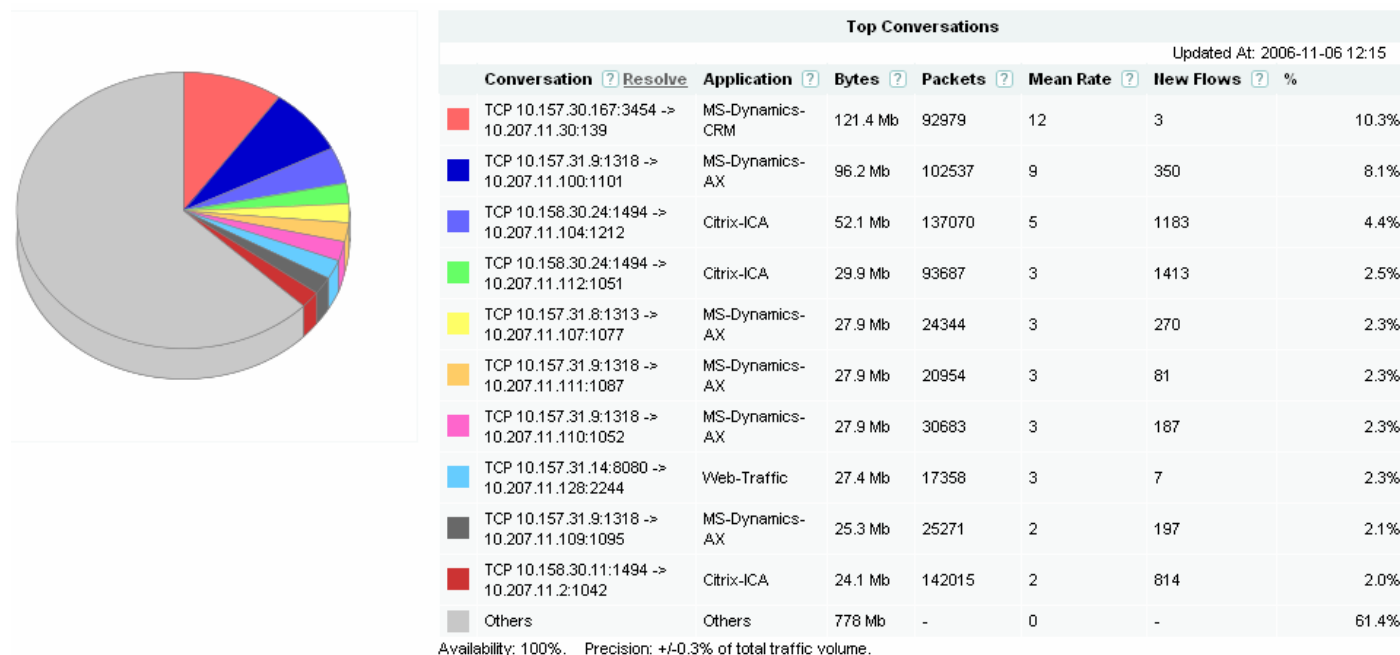 Top Conversations
Updated At: 2006-11-06 12:15
Conversation ? Resolve Application ? Bytes ? Packets ? Mean Rate ? New Flows ? %
TCP 10.157.30.167:3454 -> MS-Dynamics-
10.207.11.30:139 CRM 121.4 Mb 92979 12 3 10.3%
TCP 10.157.31.9:1318 -> MS-Dynamics-
10.207.11.100:1101 AX 96.2 Mb 102537 9 350 8.1%
TCP 10.158.30.24:1494 ->
10.207.11.104:1212 Citrix-ICA 52.1 Mb 137070 5 1183 4.4%
TCP 10.158.30.24:1494 ->
10.207.11.112:1051 Citrix-ICA 29.9 Mb 93687 3 1413 2.5%
TCP 10.157.31.8:1313 -> MS-Dynamics-
10.207.11.107:1077 AX 27.9 Mb 24344 3 270 2.3%
TCP 10.157.31.9:1318 -> MS-Dynamics-
10.207.11.111:1087 AX 27.9 Mb 20954 3 81 2.3%
TCP 10.157.31.9:1318 -> MS-Dynamics-
10.207.11.110:1052 AX 27.9 Mb 30683 3 187 2.3%
TCP 10.157.31.14:8080 ->
10.207.11.128:2244 Web-Traffic 27.4 Mb 17358 3 7 2.3%
TCP 10.157.31.9:1318 -> MS-Dynamics-
10.207.11.109:1095 AX 25.3 Mb 25271 2 197 2.1%
TCP 10.158.30.11:1494 ->
10.207.11.2:1042 Citrix-ICA 24.1 Mb 142015 2 814 2.0%
Others Others 778 Mb - 0 - 61.4%
Availability: 100%. Precision: +/-0.3% of total traffic volume.